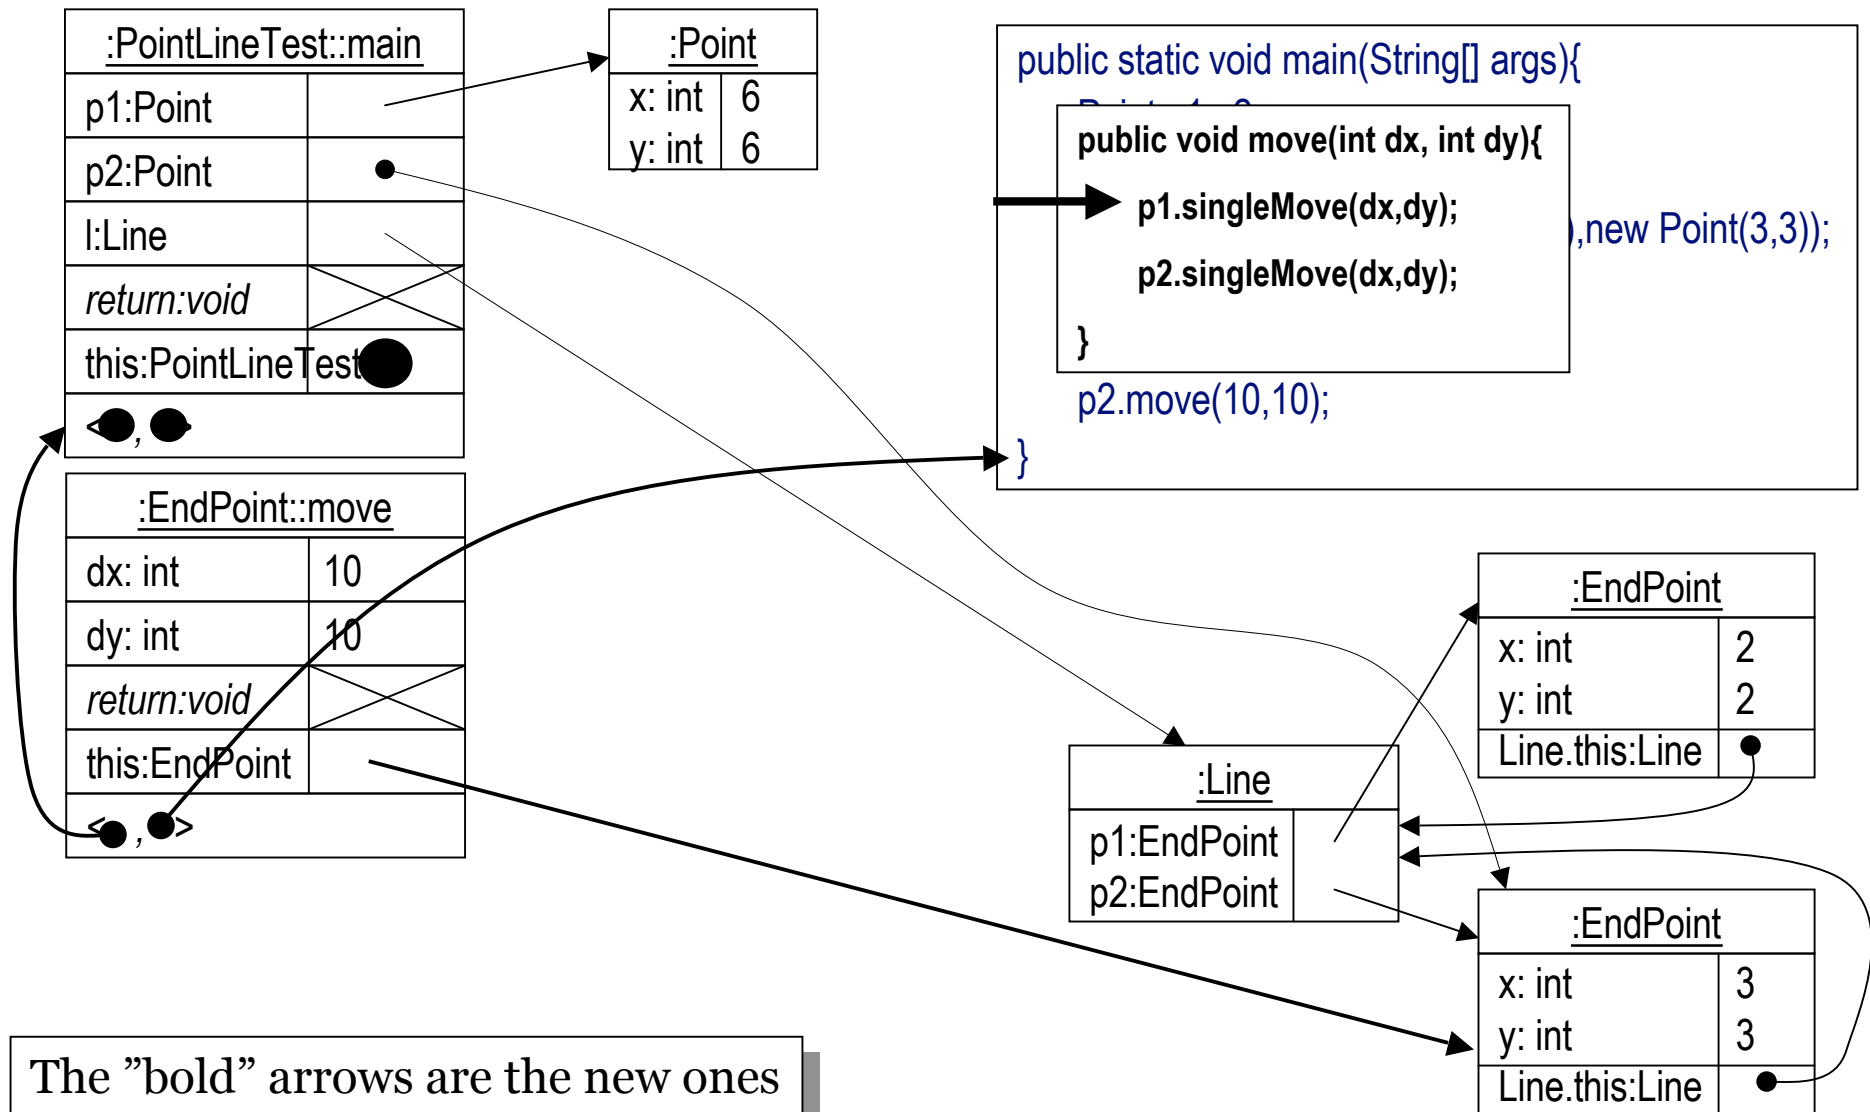 :PointLineTest::main
p1:Point
p2:Point
l:Line
return:void
this:PointLineTest
< , >
:Point
x: int 6
y: int 6
public static void main(String[] args){
public void move(int dx, int dy){
p1.singleMove(dx,dy);
),new Point(3,3));
p2.singleMove(dx,dy);
}
p2.move(10,10);
}
:EndPoint::move
dx: int 10
dy: int 10
return:void
this:EndPoint
< , >
:Line
p1:EndPoint
p2:EndPoint
:EndPoint
x: int 2
y: int 2
Line.this:Line
:EndPoint
x: int 3
y: int 3
Line.this:Line
The ”bold” arrows are the new ones